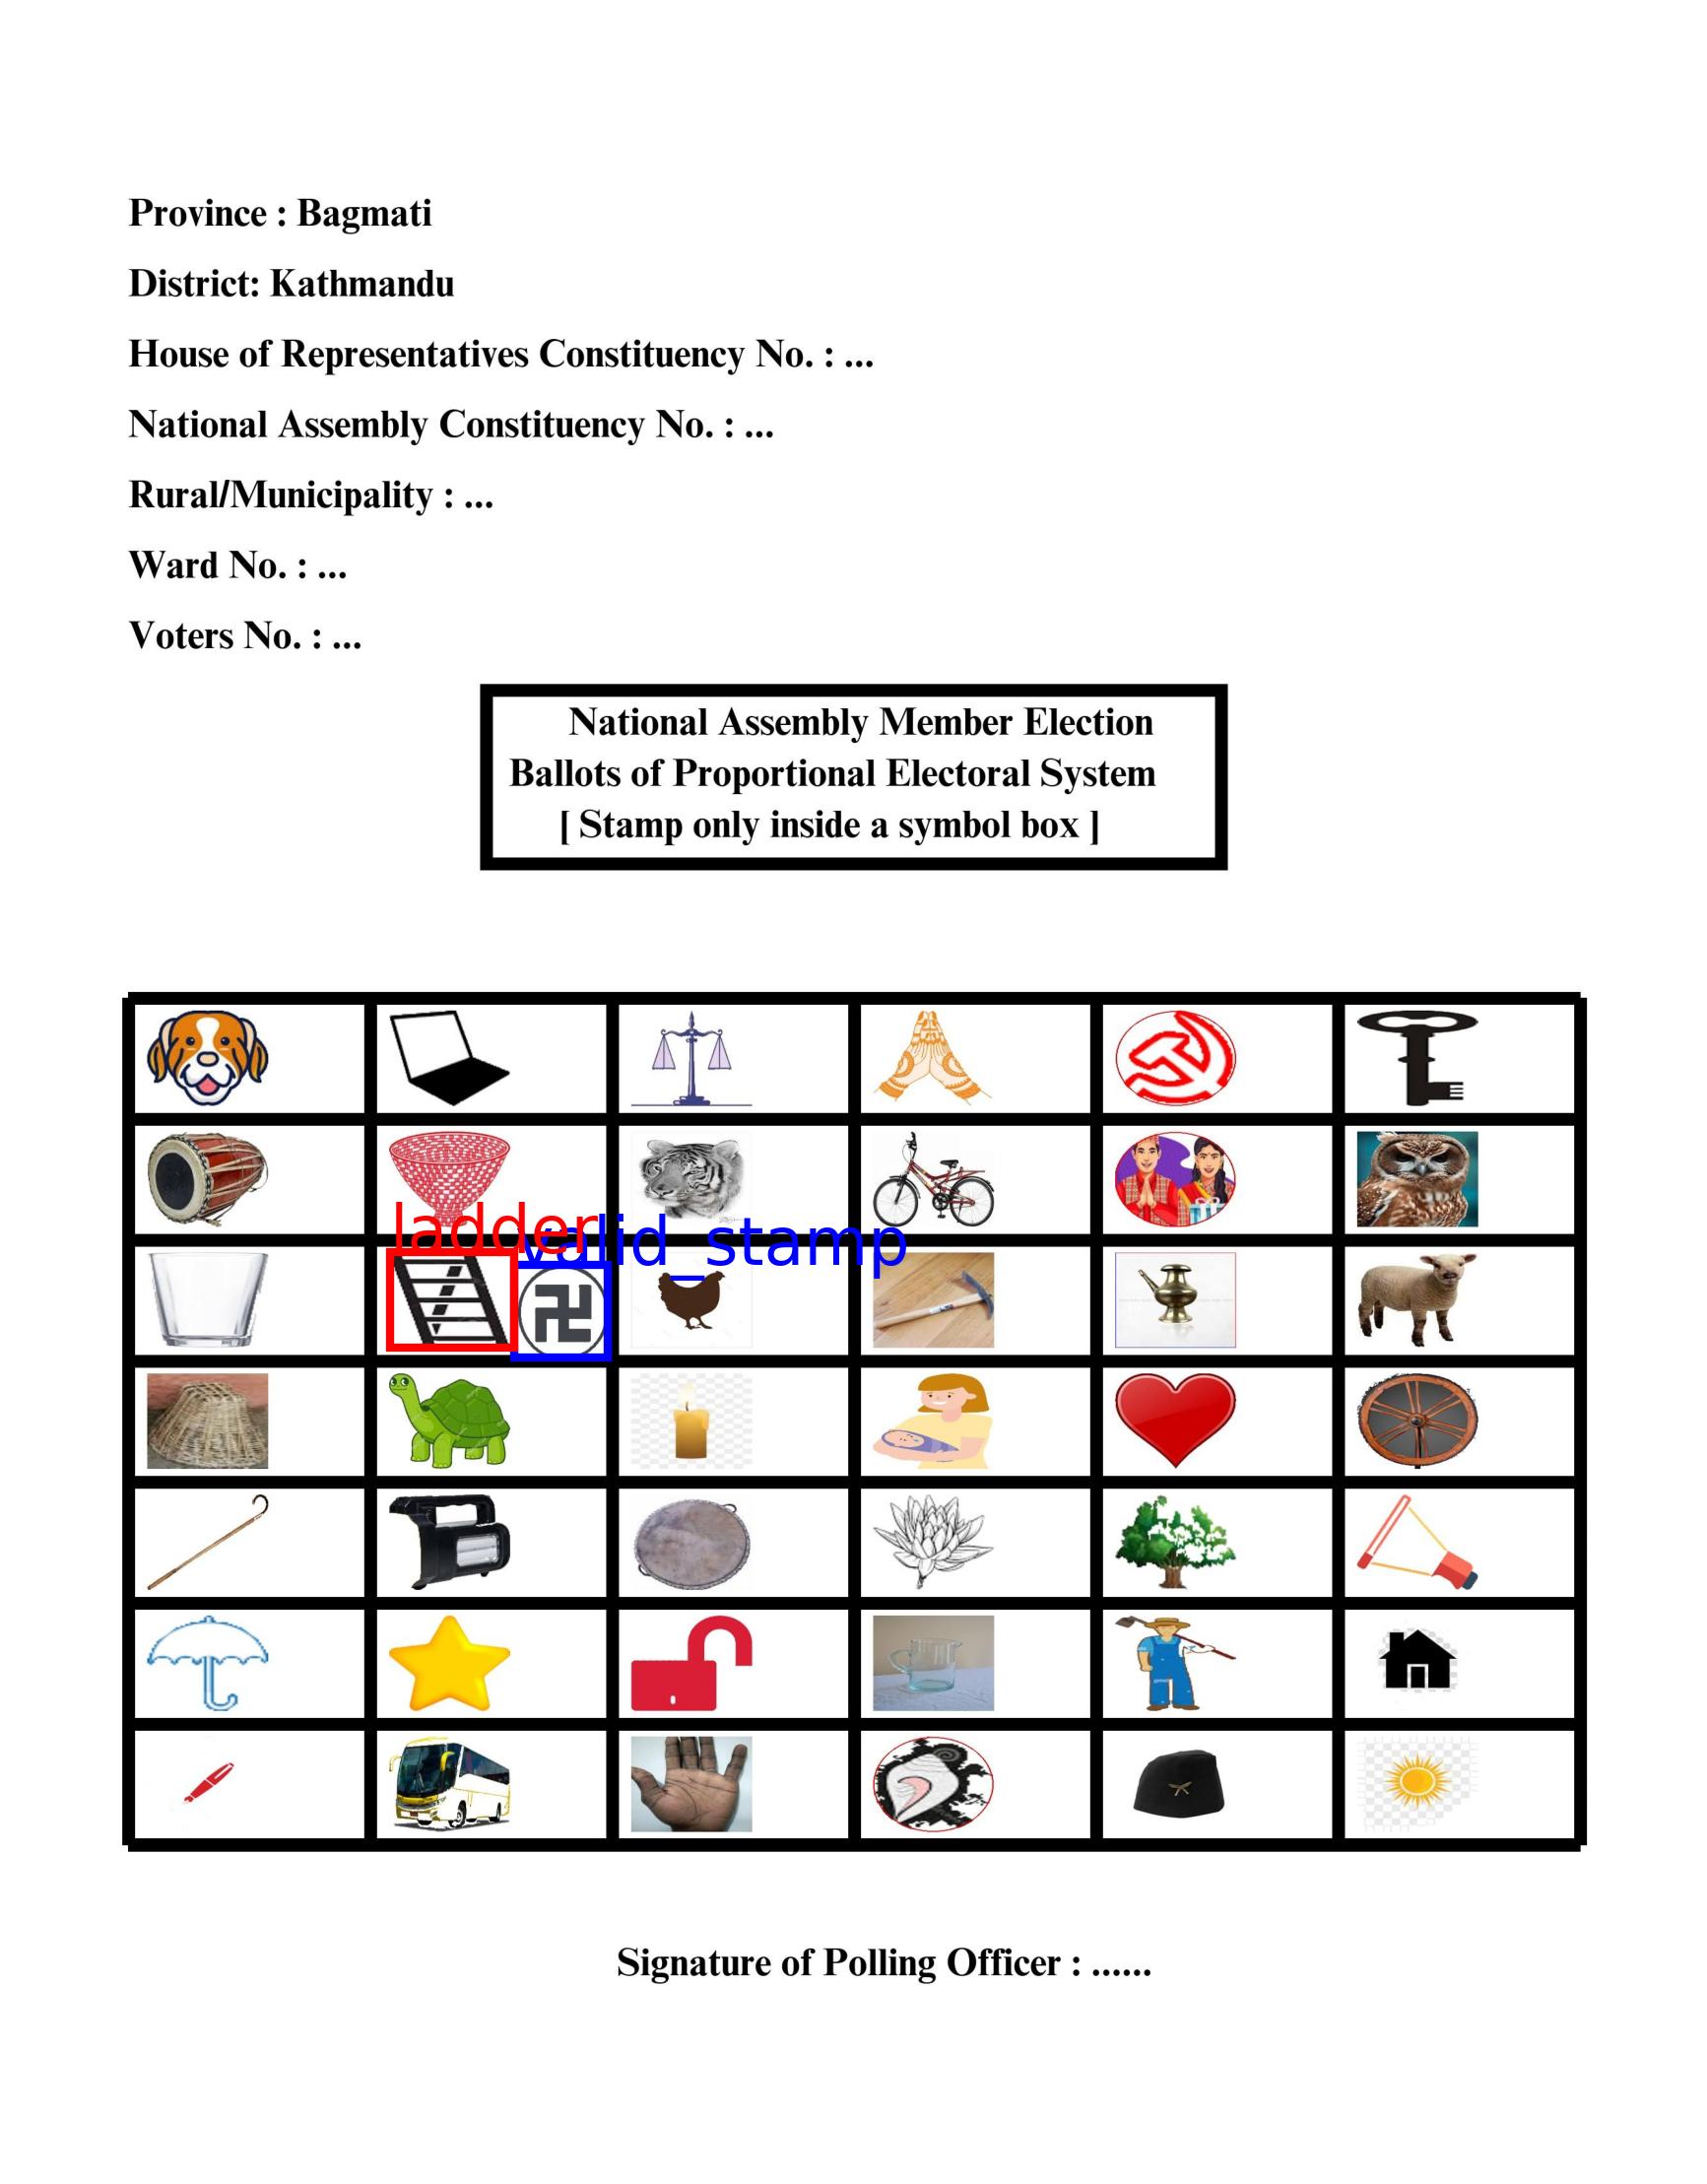 Province : Bagmati
District: Kathmandu
House of Representatives Constituency No. : ...
National Assembly Constituency No. : ...
Rural/Municipality : ...
Ward No. : ...
Voters No. : ...
National Assembly Member Election
Ballots of Proportional Electoral System
[ Stamp only inside a symbol box ]
ladder
valid_stamp
Signature of Polling Officer : ......